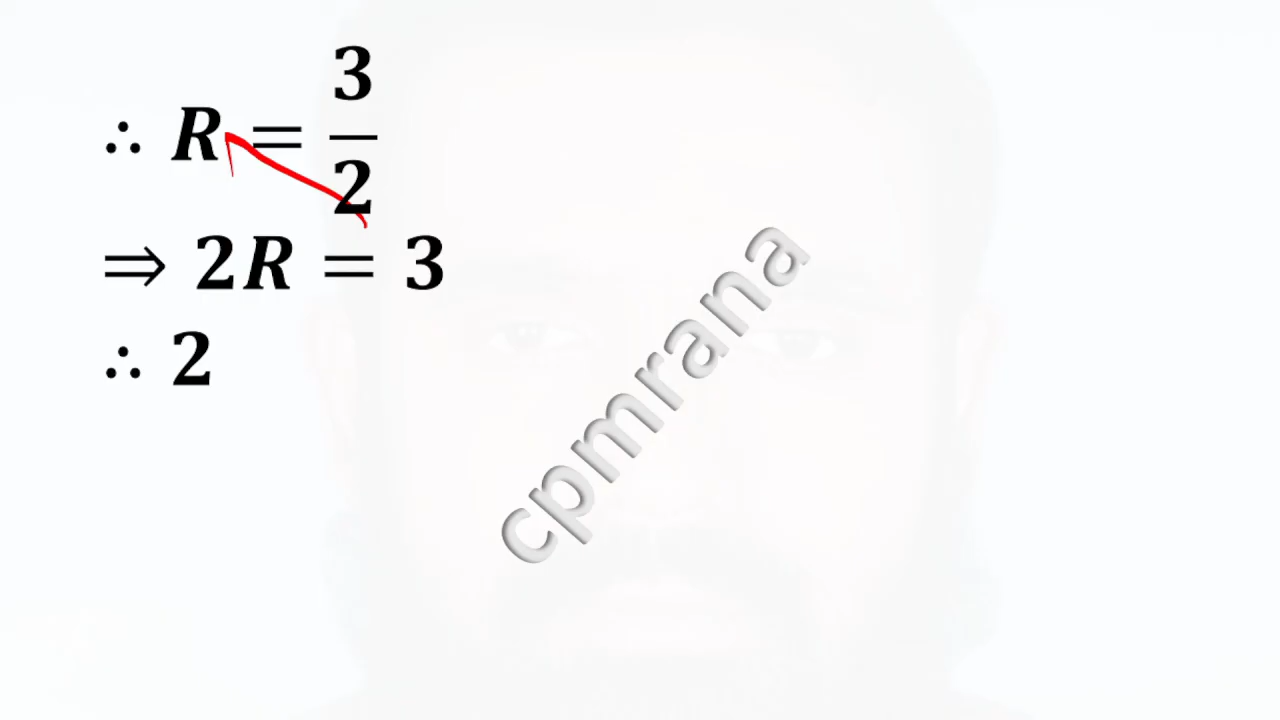 ∴ R = 3/2
⇒ 2R = 3
∴ 2
cpmrana